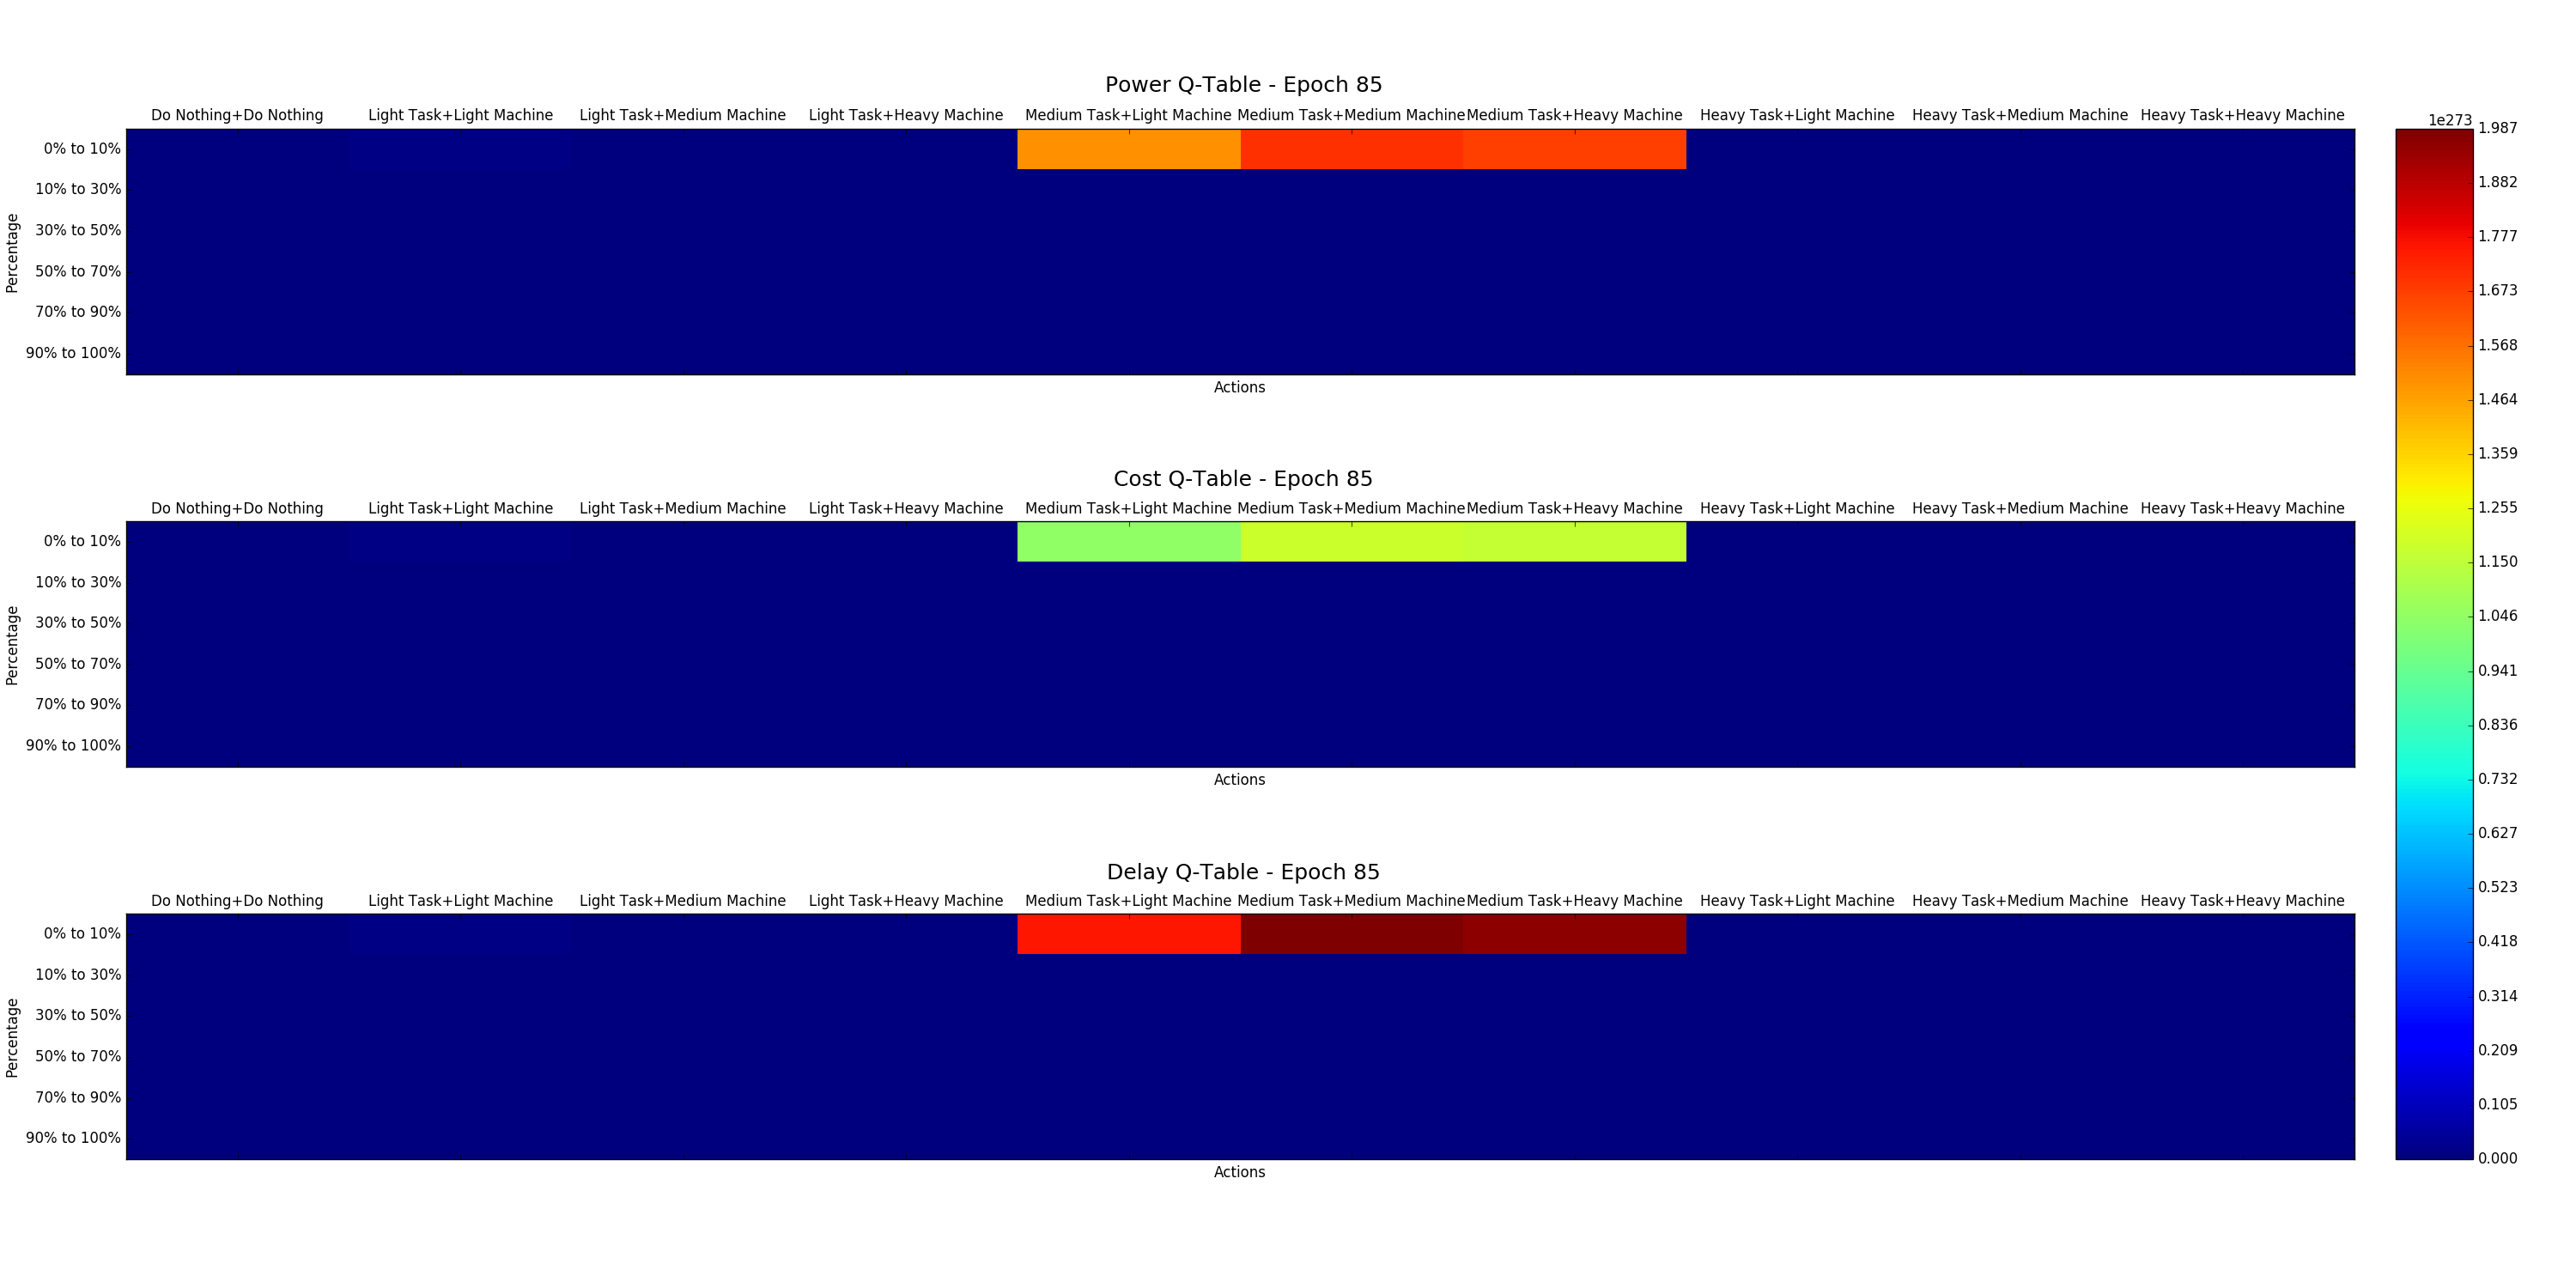 Power Q-Table - Epoch 85
Do Nothing+Do Nothing Light Task+Light Machine Light Task+Medium Machine Light Task+Heavy Machine Medium Task+Light Machine Medium Task+Medium Machine Medium Task+Heavy Machine Heavy Task+Light Machine Heavy Task+Medium Machine Heavy Task+Heavy Machine
0% to 10%
10% to 30%
30% to 50%
50% to 70%
70% to 90%
90% to 100%
Percentage
Actions
Cost Q-Table - Epoch 85
Do Nothing+Do Nothing Light Task+Light Machine Light Task+Medium Machine Light Task+Heavy Machine Medium Task+Light Machine Medium Task+Medium Machine Medium Task+Heavy Machine Heavy Task+Light Machine Heavy Task+Medium Machine Heavy Task+Heavy Machine
0% to 10%
10% to 30%
30% to 50%
50% to 70%
70% to 90%
90% to 100%
Percentage
Actions
Delay Q-Table - Epoch 85
Do Nothing+Do Nothing Light Task+Light Machine Light Task+Medium Machine Light Task+Heavy Machine Medium Task+Light Machine Medium Task+Medium Machine Medium Task+Heavy Machine Heavy Task+Light Machine Heavy Task+Medium Machine Heavy Task+Heavy Machine
0% to 10%
10% to 30%
30% to 50%
50% to 70%
70% to 90%
90% to 100%
Percentage
Actions
1e273
1.987
1.882
1.777
1.673
1.568
1.464
1.359
1.255
1.150
1.046
0.941
0.836
0.732
0.627
0.523
0.418
0.314
0.209
0.105
0.000